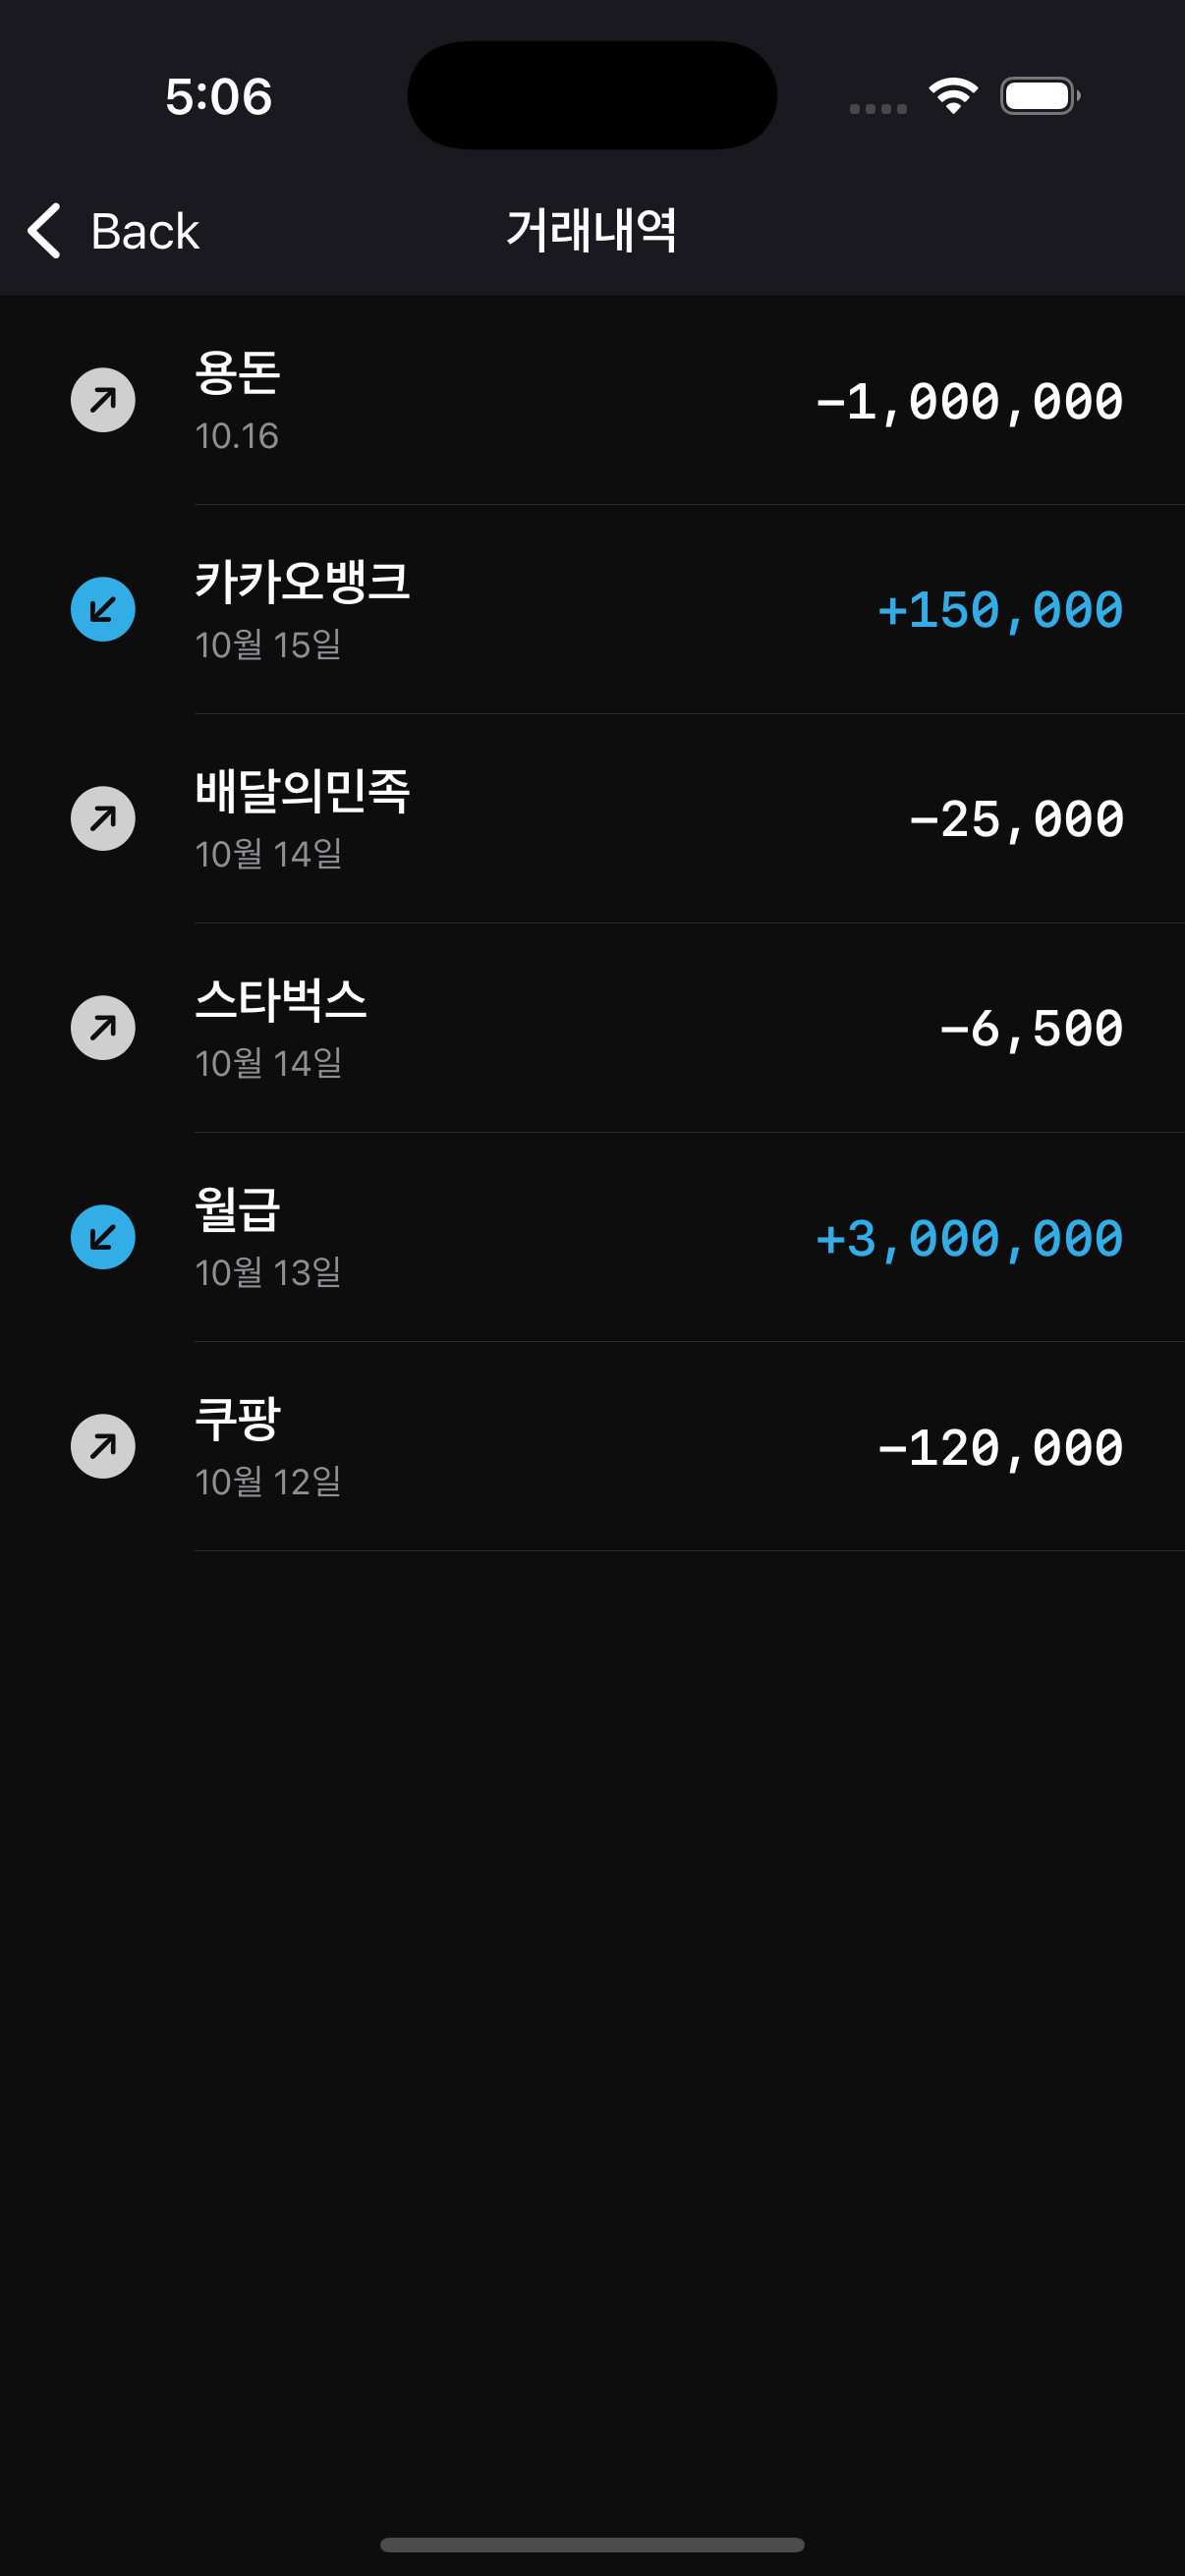 5:06
Back
거래내역
용돈
10.16
-1,000,000
카카오뱅크
10월 15일
+150,000
배달의민족
10월 14일
-25,000
스타벅스
10월 14일
-6,500
월급
10월 13일
+3,000,000
쿠팡
10월 12일
-120,000